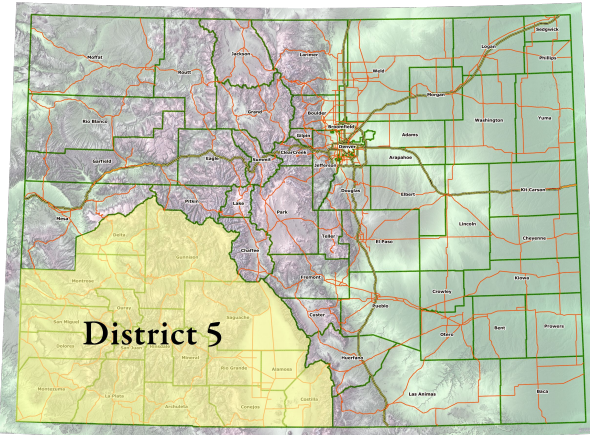 Sedgwick
Logan
Moffat
Jackson
Larimer
Phillips
Routt
Weld
Morgan
Grand
Boulder
Washington
Yuma
Rio Blanco
Broomfield
Gilpin
Adams
Denver
Garfield
Eagle
Summit
ClearCreek
Arapahoe
Jefferson
Douglas
Elbert
Kit Carson
Pitkin
Lake
Park
Mesa
Lincoln
Delta
Teller
El Paso
Cheyenne
Chaffee
Gunnison
Montrose
Fremont
Kiowa
Crowley
Ouray
Pueblo
Custer
San Miguel
Saguache
District 5
Otero
Bent
Prowers
Dolores
San Juan
Hinsdale
Mineral
Huerfano
Rio Grande
Alamosa
Montezuma
La Plata
Archuleta
Conejos
Costilla
Las Animas
Baca